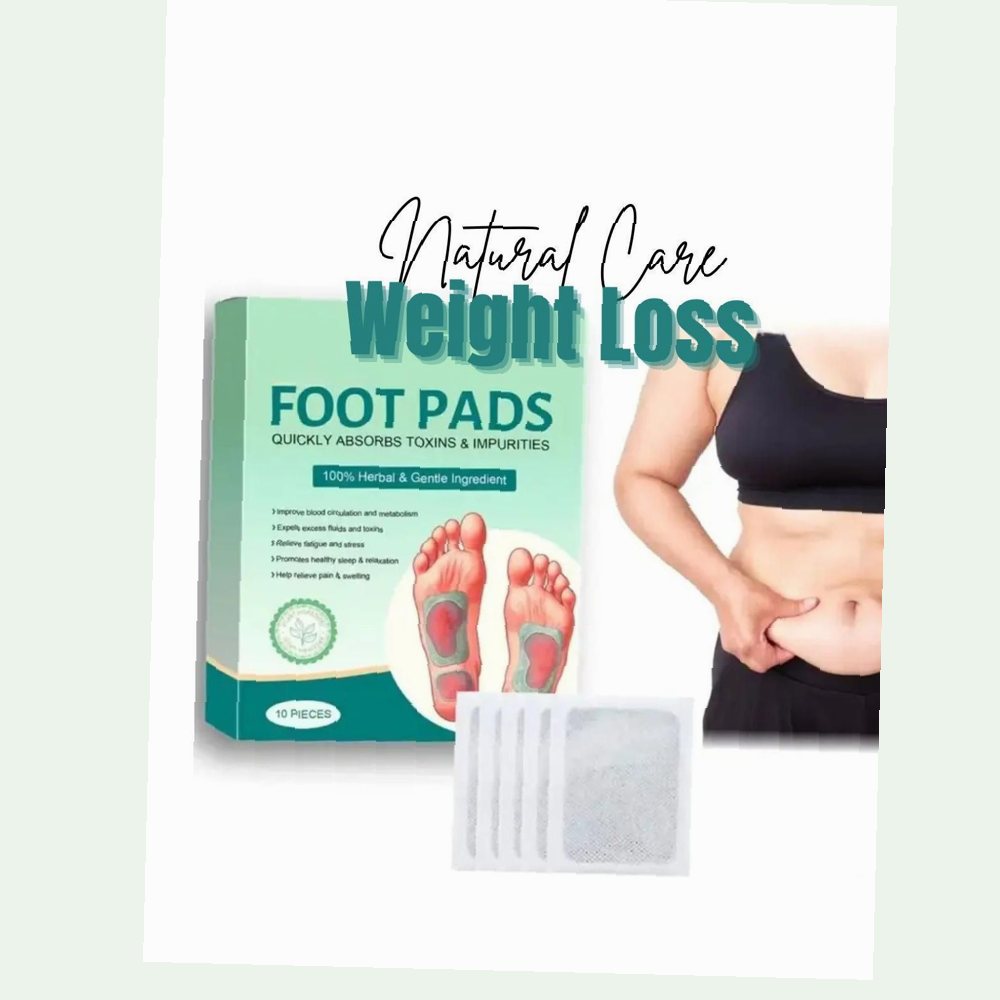 Natural Care
Weight Loss
FOOT PADS
QUICKLY ABSORBS TOXINS & IMPURITIES
100% Herbal & Gentle Ingredient
Improve blood circulation and metabolism
Expels excess fluids and toxins
Relieve fatigue and stress
Promotes healthy sleep & relaxation
Help relieve pain & swelling
10 PIECES